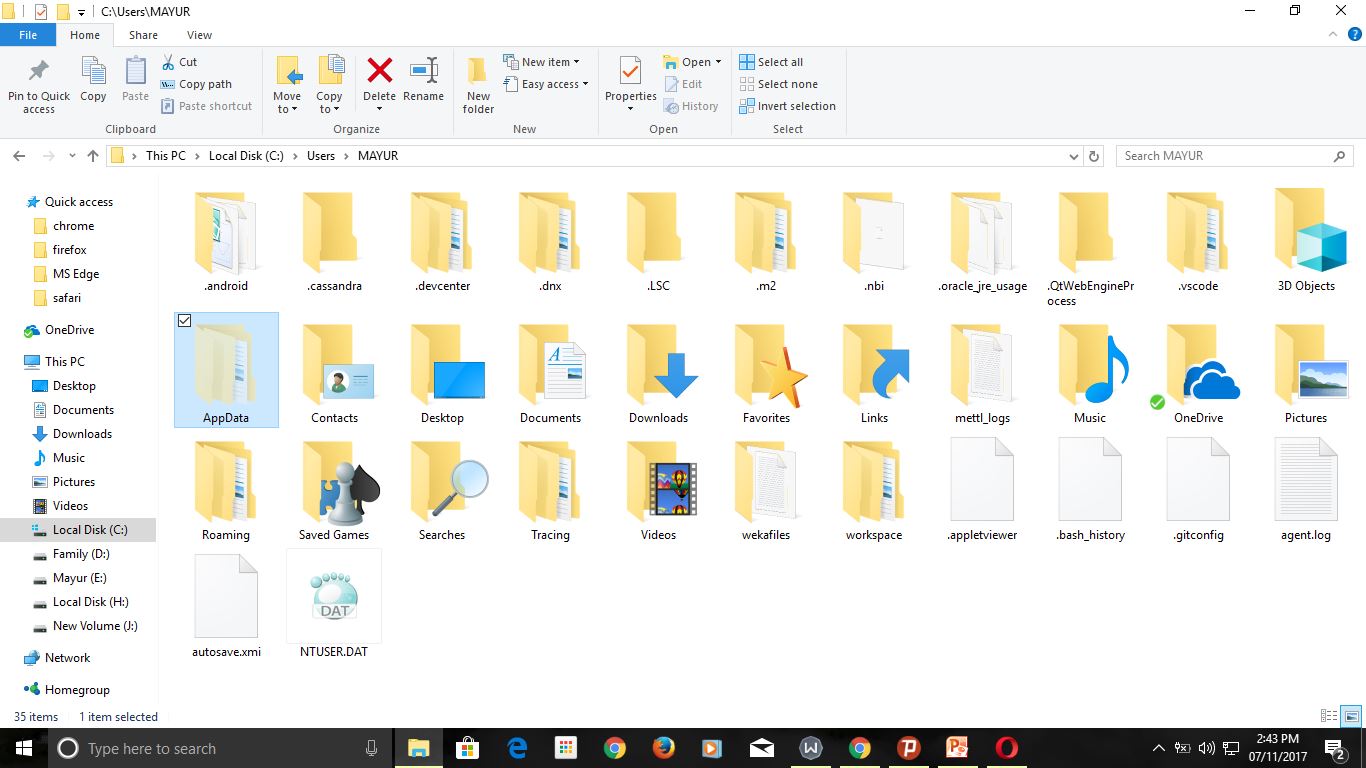 C:\Users\MAYUR
File
Home
Share
View
Pin to Quick
access
Copy
Paste
Cut
Copy path
Paste shortcut
Clipboard
Move
to
Copy
to
Delete
Rename
Organize
New
folder
New item
Easy access
New
Properties
Open
Edit
History
Open
Select all
Select none
Invert selection
Select
This PC
Local Disk (C:)
Users
MAYUR
Search MAYUR
Quick access
chrome
firefox
MS Edge
safari
OneDrive
This PC
Desktop
Documents
Downloads
Music
Pictures
Videos
Local Disk (C:)
Family (D:)
Mayur (E:)
Local Disk (H:)
New Volume (J:)
Network
Homegroup
.android
.cassandra
.devcenter
.dnx
.LSC
.m2
.nbi
.oracle_jre_usage
.QtWebEnginePr
ocess
.vscode
3D Objects
AppData
Contacts
Desktop
A
Documents
Downloads
Favorites
Links
mettl_logs
Music
OneDrive
Pictures
Roaming
Saved Games
Searches
Tracing
Videos
wekafiles
workspace
.appletviewer
.bash_history
.gitconfig
agent.log
autosave.xmi
DAT
NTUSER.DAT
35 items
1 item selected
Type here to search
2:43 PM
07/11/2017
2